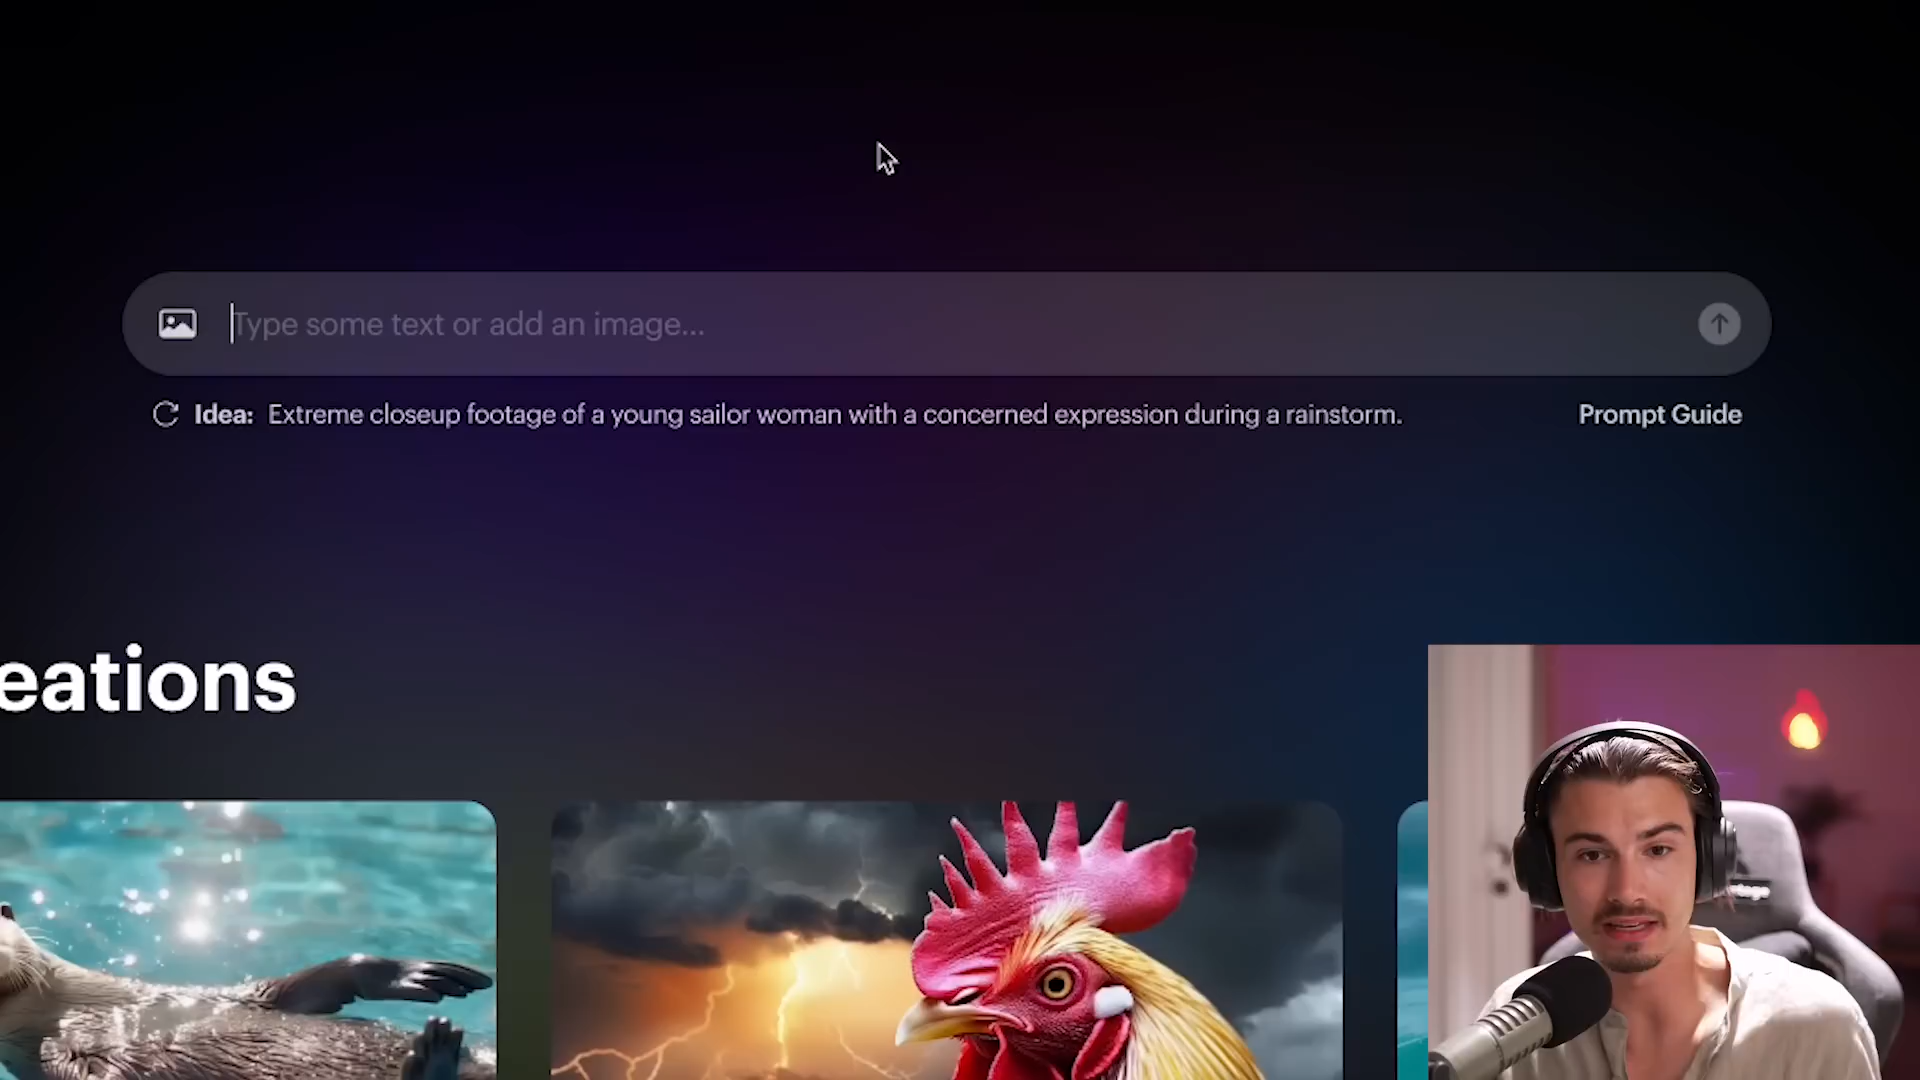 Type some text or add an image...
Idea: Extreme closeup footage of a young sailor woman with a concerned expression during a rainstorm.
Prompt Guide
eations